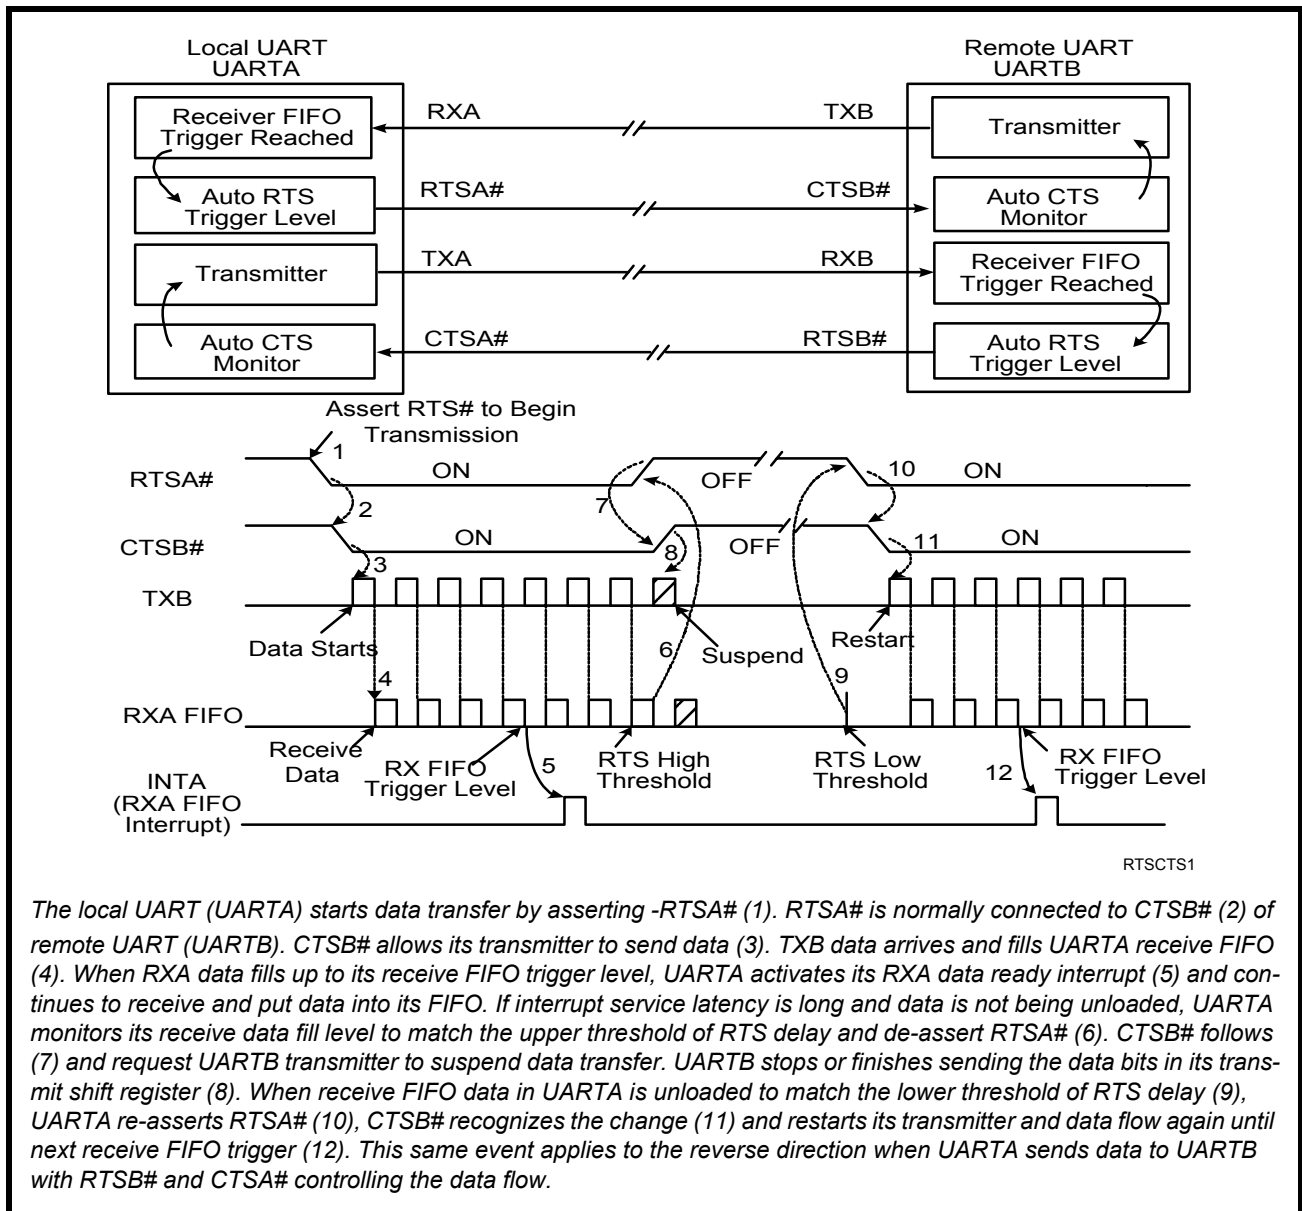 Local UART
UARTA
Remote UART
UARTB
Receiver FIFO
Trigger Reached
RXA
TXB
Transmitter
Auto RTS
Trigger Level
RTSA#
CTSB#
Auto CTS
Monitor
Transmitter
TXA
RXB
Receiver FIFO
Trigger Reached
Auto CTS
Monitor
CTSA#
RTSB#
Auto RTS
Trigger Level
Assert RTS# to Begin
Transmission
1
RTSA#
ON
7
OFF
10
ON
2
CTSB#
ON
8
OFF
11
ON
3
TXB
Data Starts
6
Suspend
Restart
4
9
RXA FIFO
Receive
Data
RX FIFO
Trigger Level
5
RTS High
Threshold
RTS Low
Threshold
12
RX FIFO
Trigger Level
INTA
(RXA FIFO
Interrupt)
RTSCTS1
The local UART (UARTA) starts data transfer by asserting -RTSA# (1). RTSA# is normally connected to CTSB# (2) of
remote UART (UARTB). CTSB# allows its transmitter to send data (3). TXB data arrives and fills UARTA receive FIFO
(4). When RXA data fills up to its receive FIFO trigger level, UARTA activates its RXA data ready interrupt (5) and con-
tinues to receive and put data into its FIFO. If interrupt service latency is long and data is not being unloaded, UARTA
monitors its receive data fill level to match the upper threshold of RTS delay and de-assert RTSA# (6). CTSB# follows
(7) and request UARTB transmitter to suspend data transfer. UARTB stops or finishes sending the data bits in its trans-
mit shift register (8). When receive FIFO data in UARTA is unloaded to match the lower threshold of RTS delay (9),
UARTA re-asserts RTSA# (10), CTSB# recognizes the change (11) and restarts its transmitter and data flow again until
next receive FIFO trigger (12). This same event applies to the reverse direction when UARTA sends data to UARTB
with RTSB# and CTSA# controlling the data flow.